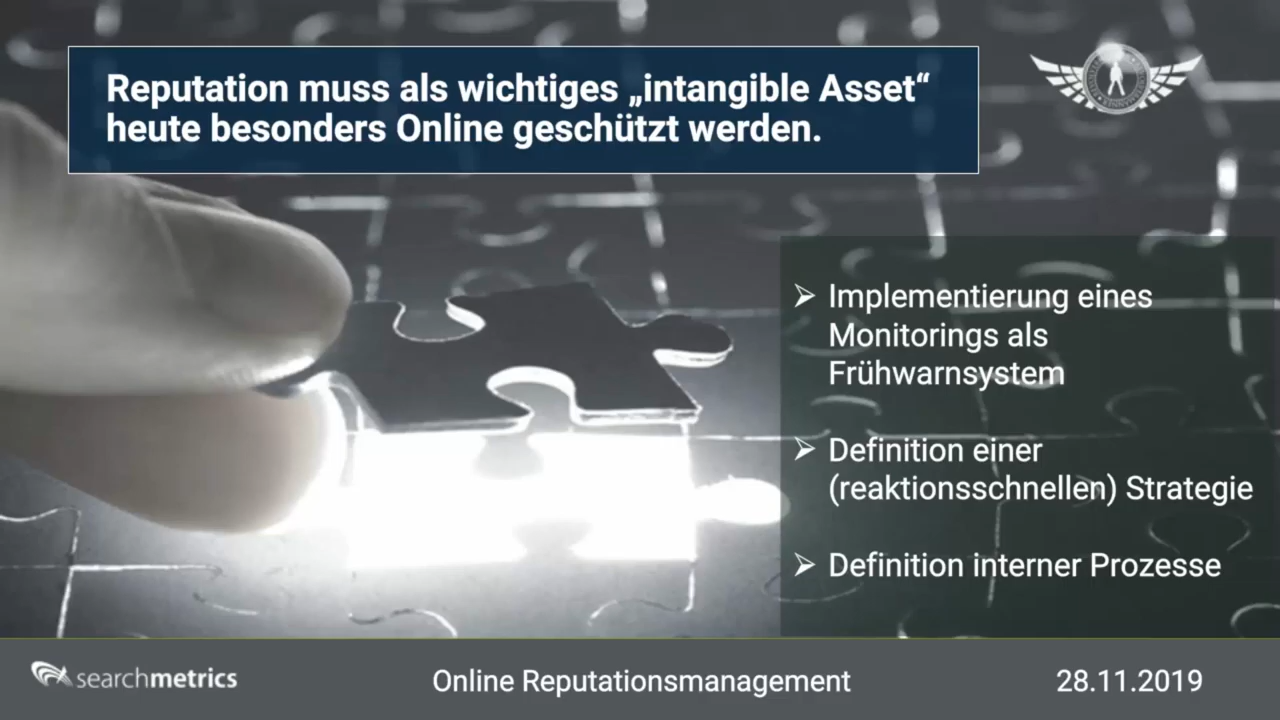 Reputation muss als wichtiges „intangible Asset“
heute besonders Online geschützt werden.
Implementierung eines
Monitorings als
Frühwarnsystem
Definition einer
(reaktionsschnellen) Strategie
Definition interner Prozesse
searchmetrics
Online Reputationsmanagement
28.11.2019